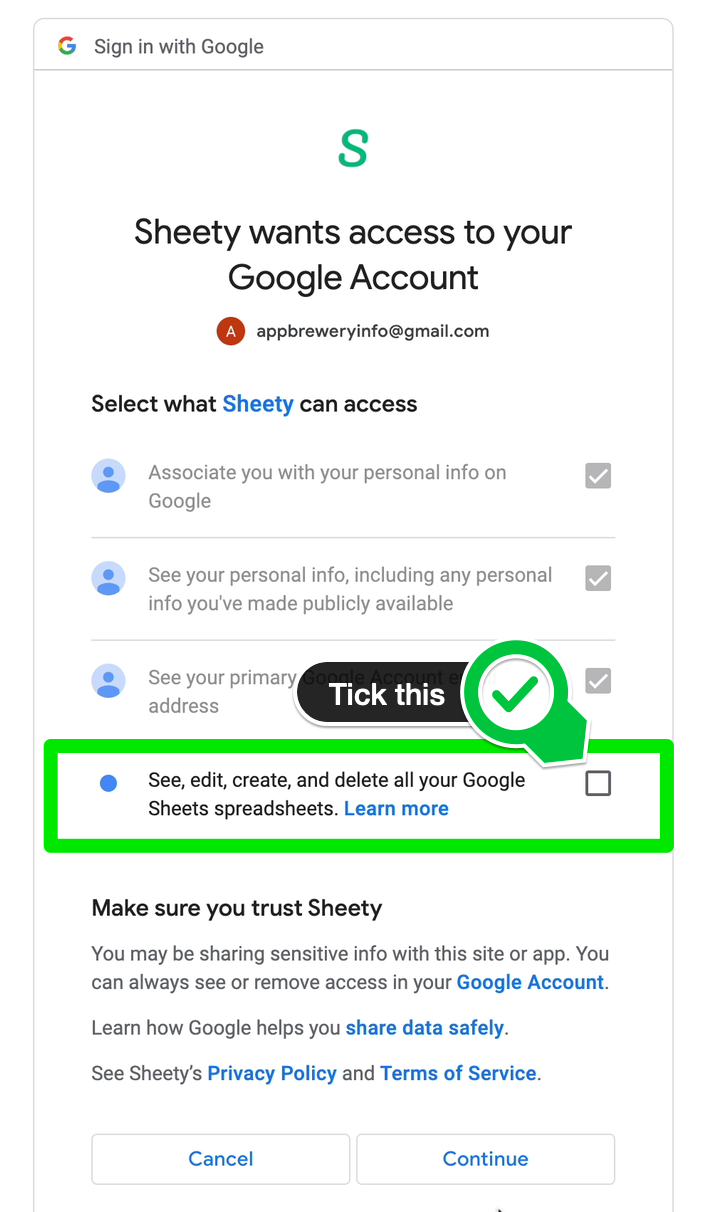 Sign in with Google
S
Sheety wants access to your
Google Account
A appbreweryinfo@gmail.com
Select what Sheety can access
Associate you with your personal info on
Google
See your personal info, including any personal
info you've made publicly available
See your primary Google Account
address
Tick this
See, edit, create, and delete all your Google
Sheets spreadsheets. Learn more
Make sure you trust Sheety
You may be sharing sensitive info with this site or app. You
can always see or remove access in your Google Account.
Learn how Google helps you share data safely.
See Sheety’s Privacy Policy and Terms of Service.
Cancel
Continue